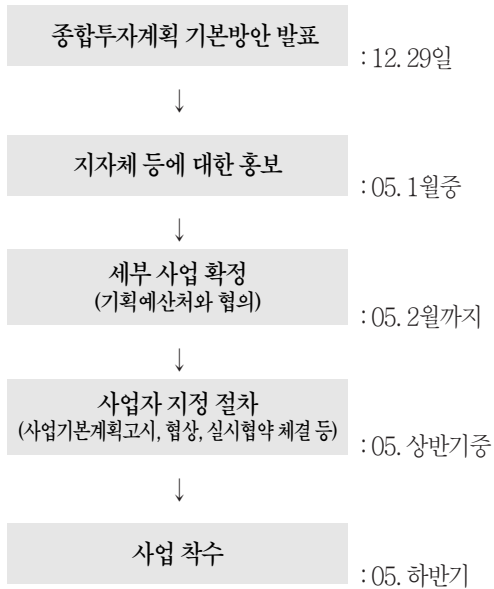 종합투자계획 기본방안 발표
: 12. 29일
↓
지자체 등에 대한 홍보
: 05. 1월중
↓
세부 사업 확정
(기획예산처와 협의)
: 05. 2월까지
↓
사업자 지정 절차
(사업기본계획고시, 협상, 실시협약 체결 등)
: 05. 상반기중
↓
사업 착수
: 05. 하반기